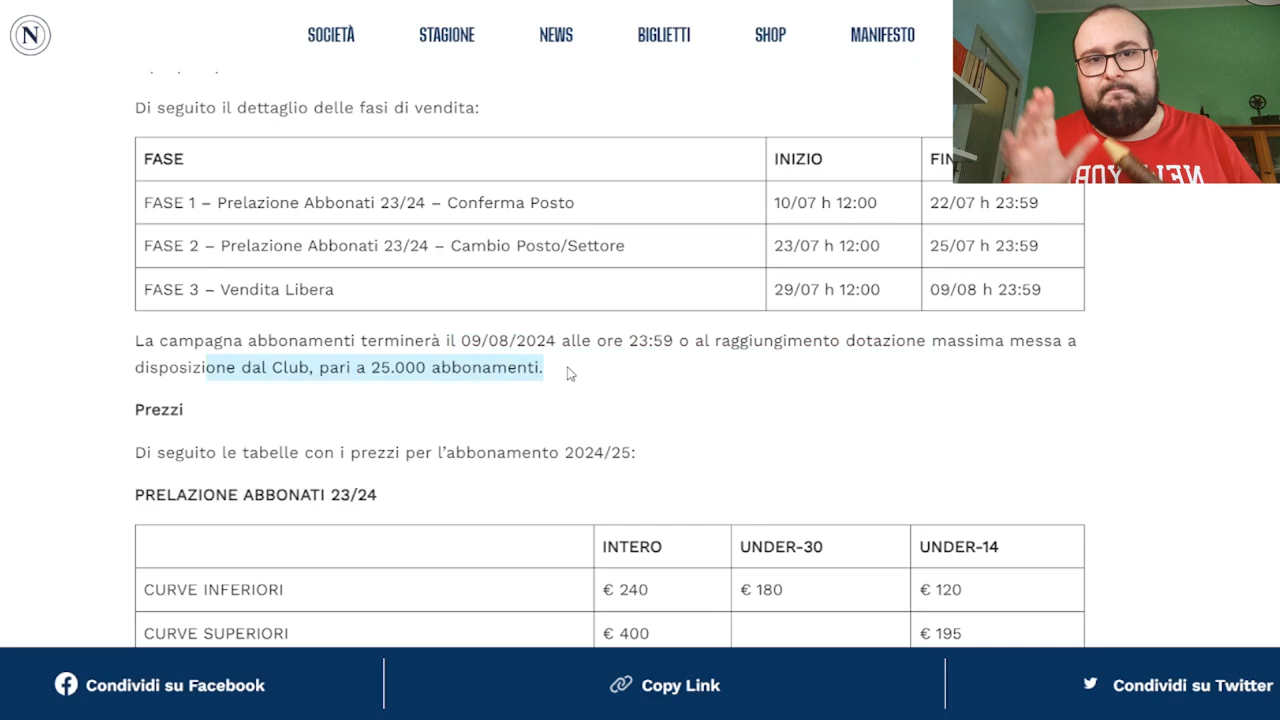 N
SOCIETÀ STAGIONE NEWS BIGLIETTI SHOP MANIFESTO
Di seguito il dettaglio delle fasi di vendita:
FASE INIZIO
FASE 1 – Prelazione Abbonati 23/24 – Conferma Posto 10/07 h 12:00 22/07 h 23:59
FASE 2 – Prelazione Abbonati 23/24 – Cambio Posto/Settore 23/07 h 12:00 25/07 h 23:59
FASE 3 – Vendita Libera 29/07 h 12:00 09/08 h 23:59
La campagna abbonamenti terminerà il 09/08/2024 alle ore 23:59 o al raggiungimento dotazione massima messa a
disposizione dal Club, pari a 25.000 abbonamenti.
Prezzi
Di seguito le tabelle con i prezzi per l’abbonamento 2024/25:
PRELAZIONE ABBONATI 23/24
INTERO UNDER-30 UNDER-14
CURVE INFERIORI € 240 € 180 € 120
CURVE SUPERIORI € 400 € 195
Condividi su Facebook Copy Link Condividi su Twitter